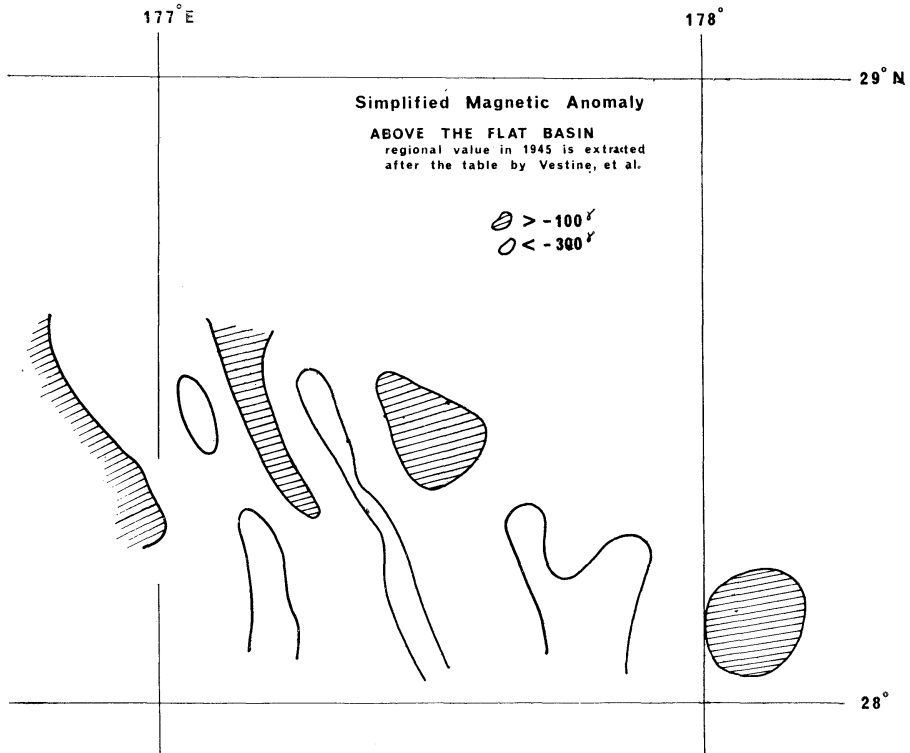 177°E 178°
29°N
Simplified Magnetic Anomaly
ABOVE THE FLAT BASIN
regional value in 1945 is extracted
after the table by Vestine, et al.
> -100γ
< -300γ
28°